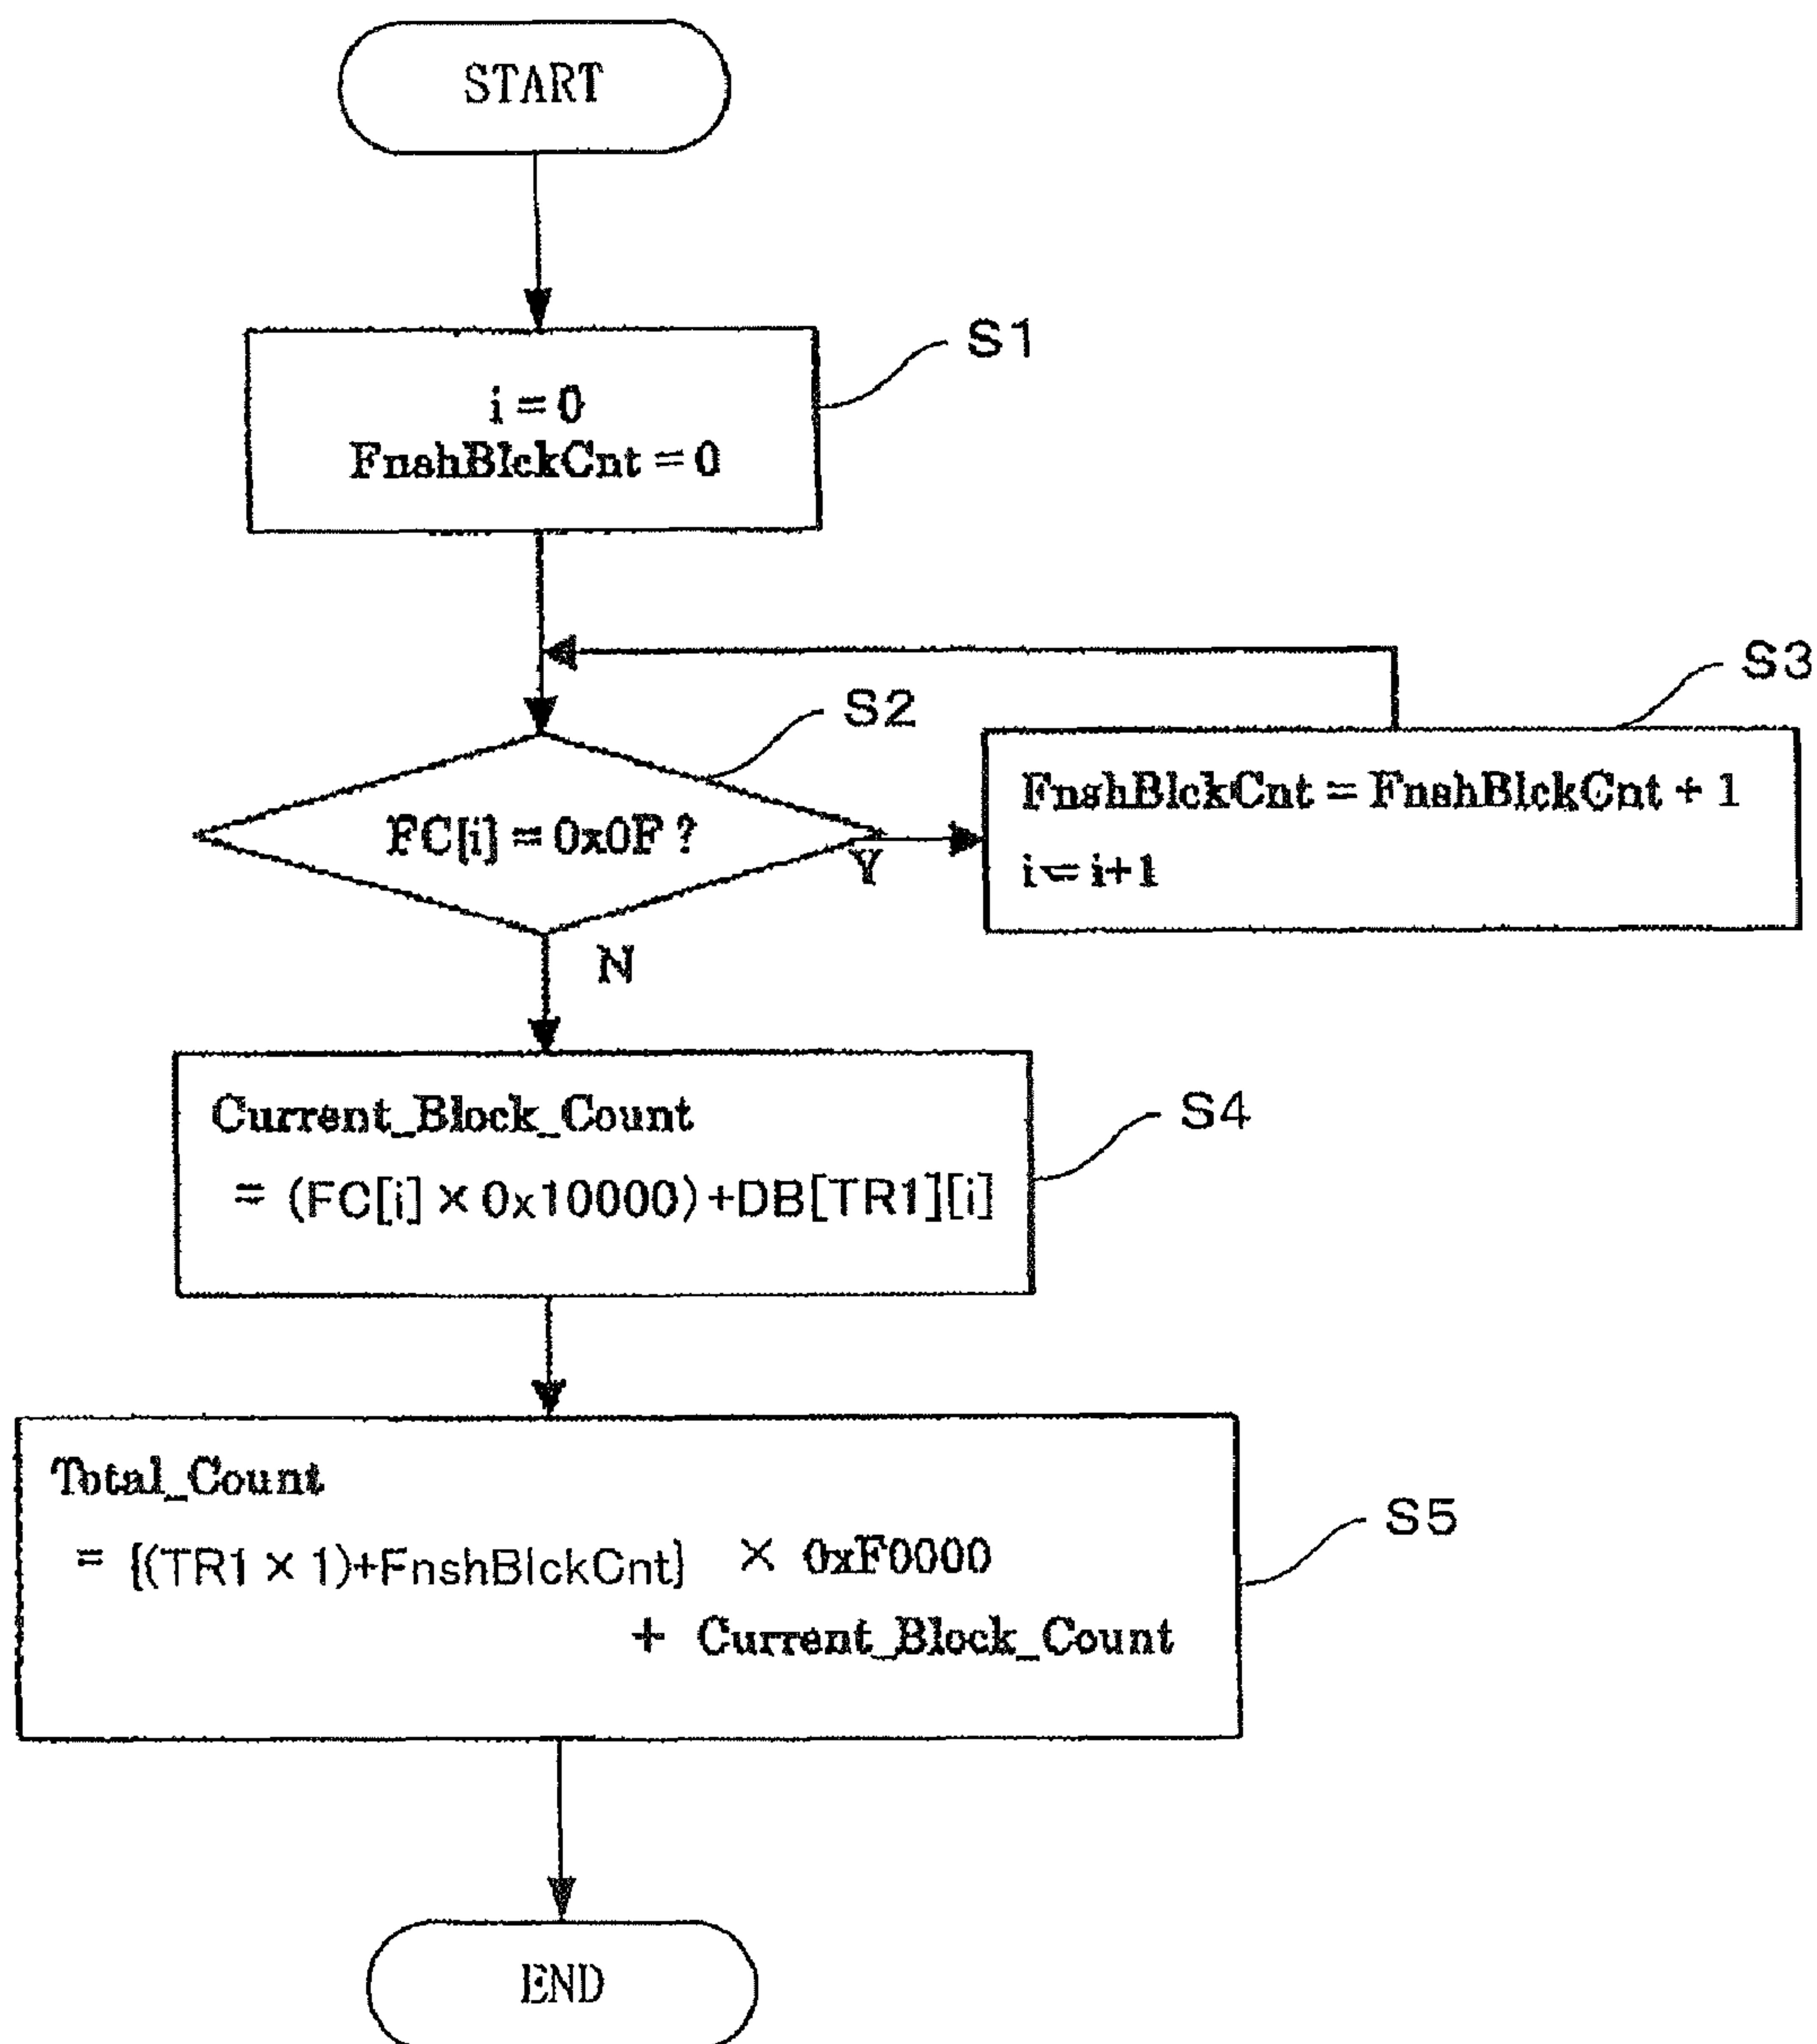 START
S1
i = 0
FnshBlckCnt = 0
S3
S2
FnshBlckCnt = FnshBlckCnt + 1
FC[i] = 0x0F ?
Y
i = i+1
N
Current_Block_Count
S4
= (FC[i] × 0x10000)+DB[TR1][i]
Total_Count
S5
= {(TR1 × 1)+FnshBlckCnt} × 0xF0000
+ Current_Block_Count
END